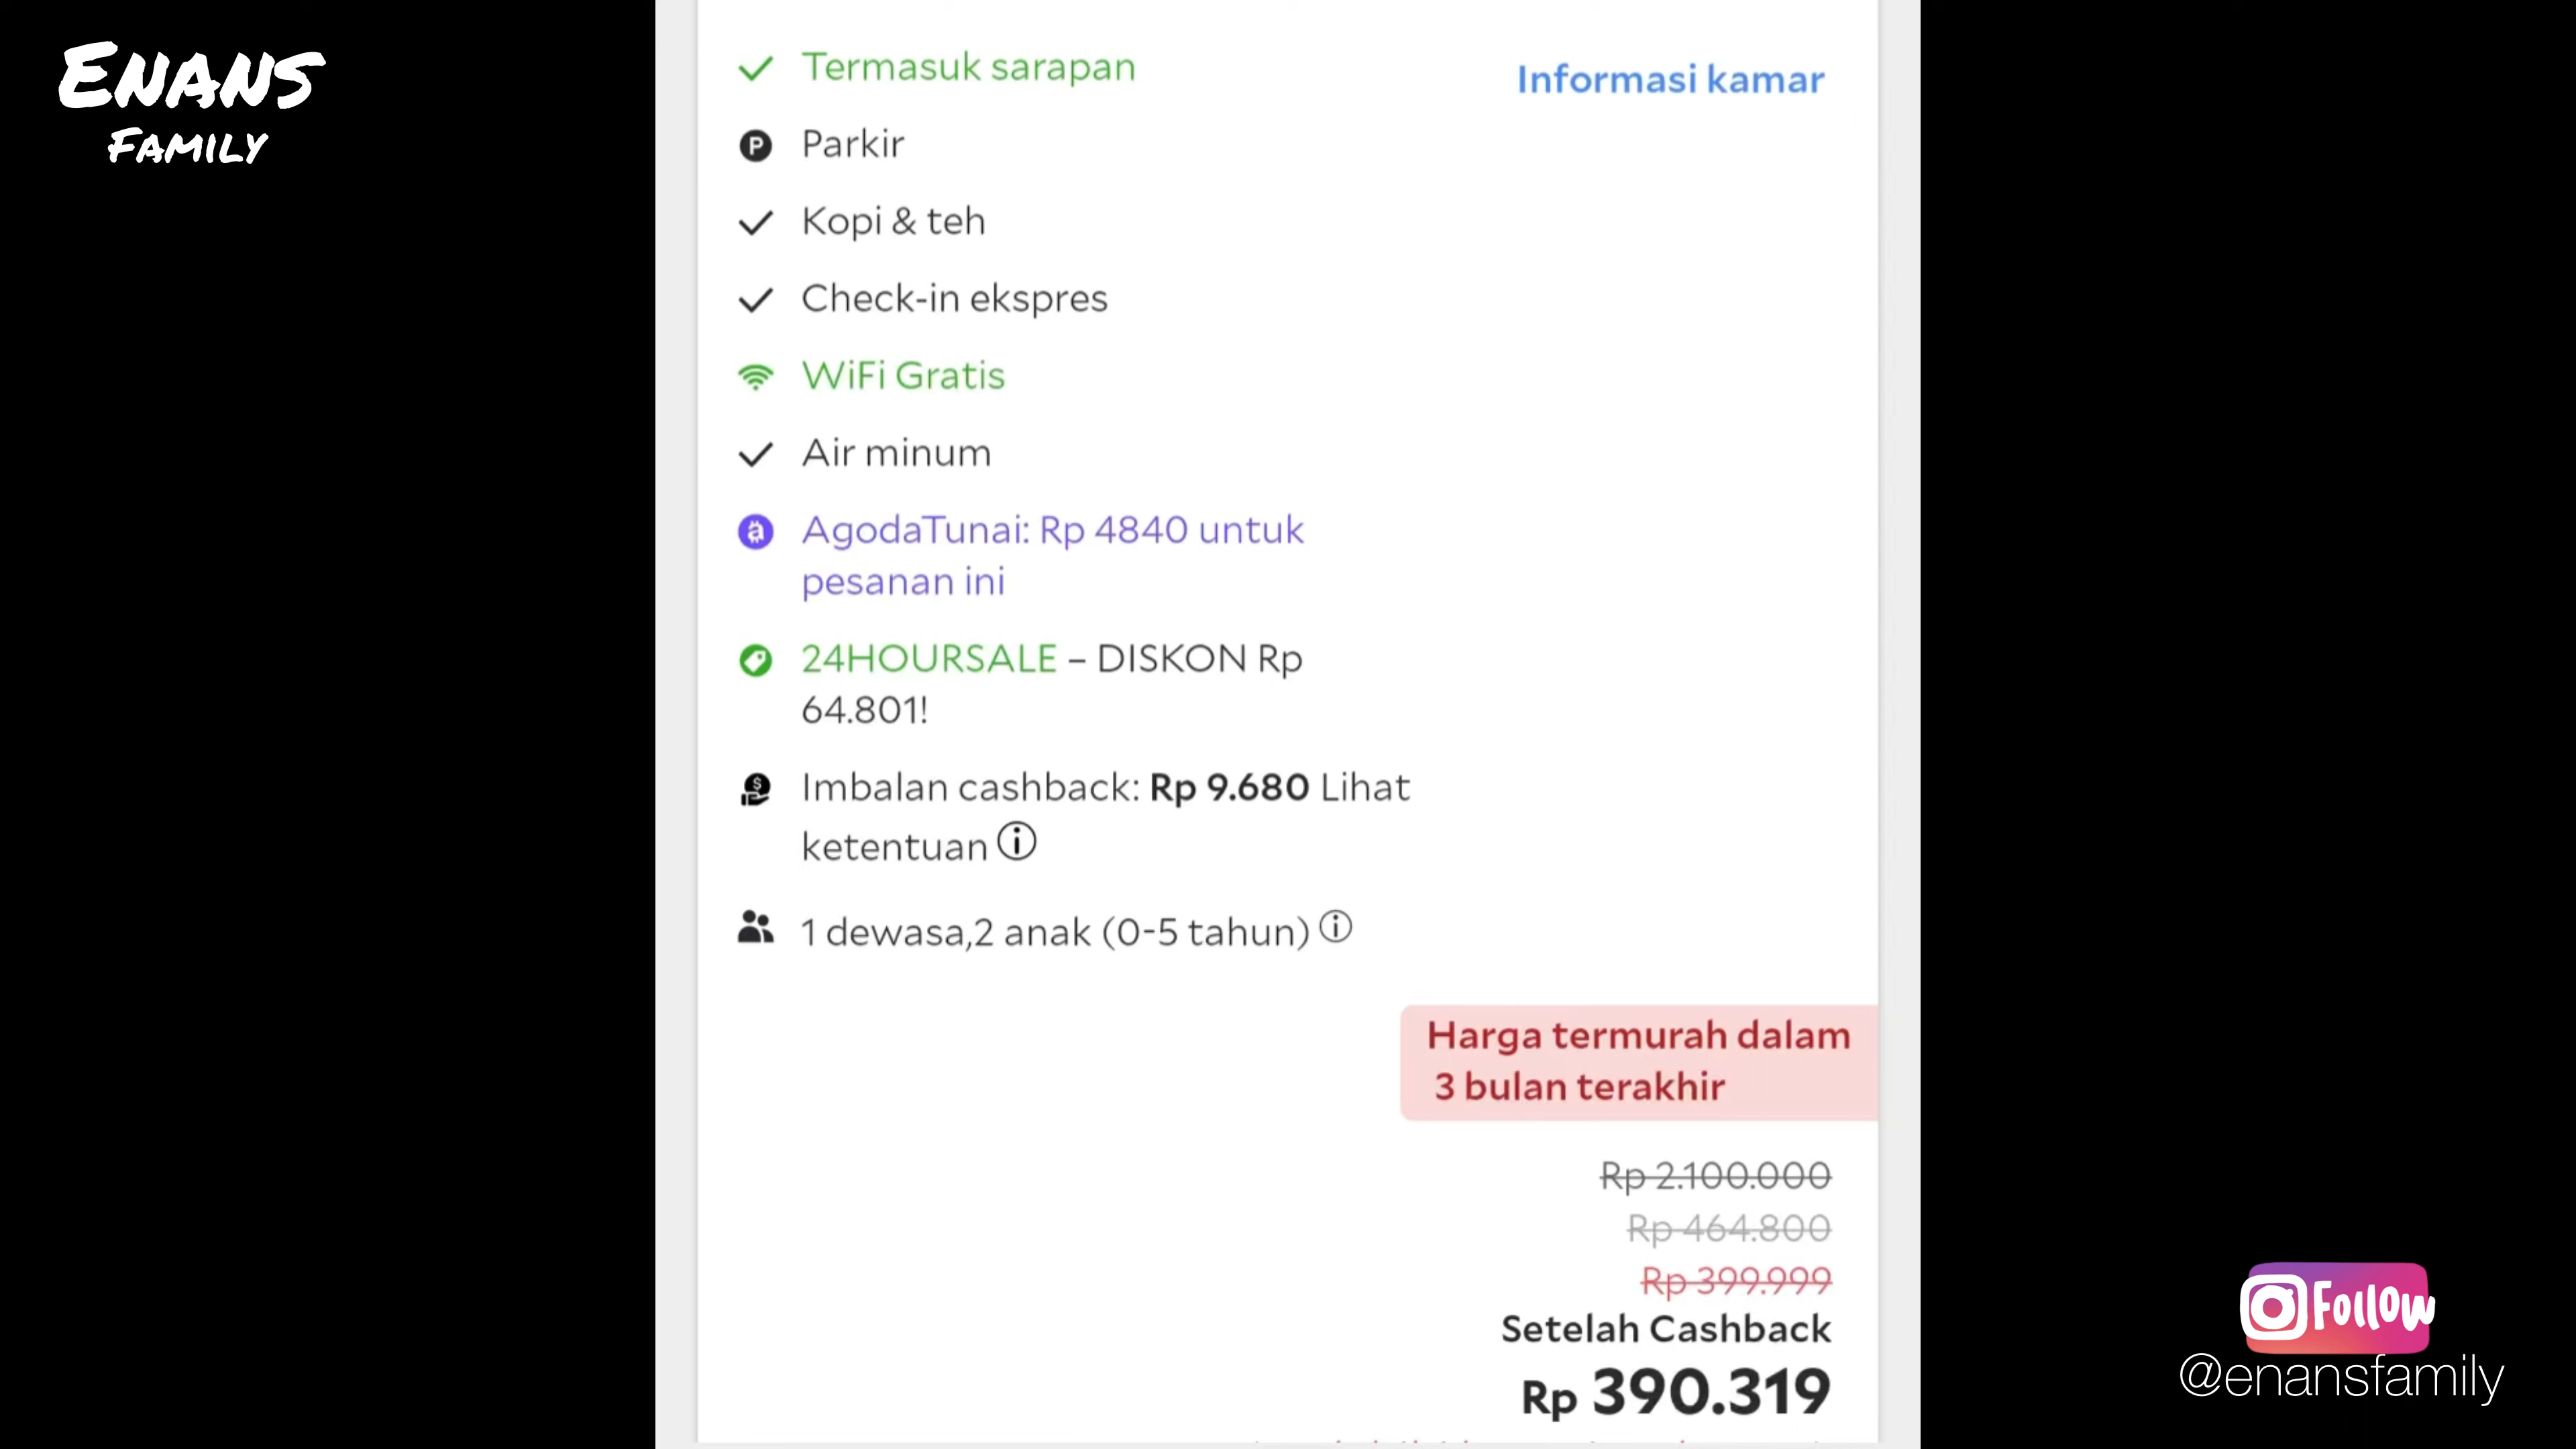 ENANS
FAMILY
Termasuk sarapan
Informasi kamar
Parkir
Kopi & teh
Check-in ekspres
WiFi Gratis
Air minum
AgodaTunai: Rp 4840 untuk
pesanan ini
24HOURSALE – DISKON Rp
64.801!
Imbalan cashback: Rp 9.680 Lihat
ketentuan
1 dewasa,2 anak (0-5 tahun)
Harga termurah dalam
3 bulan terakhir
Rp 2.100.000
Rp 464.800
Rp 399.999
Setelah Cashback
Rp 390.319
Follow
@enansfamily